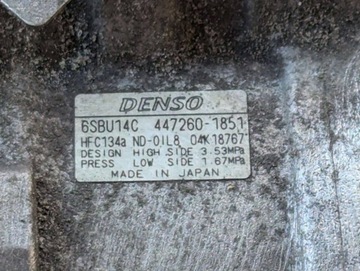 DENSO
6SBU14C 447260-1851
HFC134a ND-OIL8 04K18767
DESIGN HIGH SIDE 3.53MPa
PRESS LOW SIDE 1.67MPa
MADE IN JAPAN